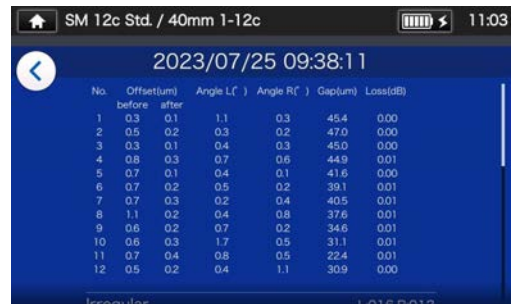 SM 12c Std. / 40mm 1-12c 11:03
2023/07/25 09:38:11
No. Offset(um) Angle L(°) Angle R(°) Gap(um) Loss(dB)
before after
1 0.3 0.1 1.1 0.3 45.4 0.00
2 0.5 0.2 0.3 0.2 47.0 0.00
3 0.3 0.1 0.4 0.3 45.0 0.00
4 0.8 0.3 0.7 0.6 44.9 0.01
5 0.7 0.1 0.4 0.1 41.6 0.00
6 0.7 0.2 0.5 0.2 39.1 0.01
7 0.7 0.3 0.2 0.4 40.5 0.01
8 1.1 0.2 0.4 0.8 37.6 0.01
9 0.6 0.2 0.7 0.2 34.6 0.01
10 0.6 0.3 1.7 0.5 31.1 0.01
11 0.7 0.4 0.8 0.5 22.4 0.01
12 0.5 0.2 0.4 1.1 30.9 0.00